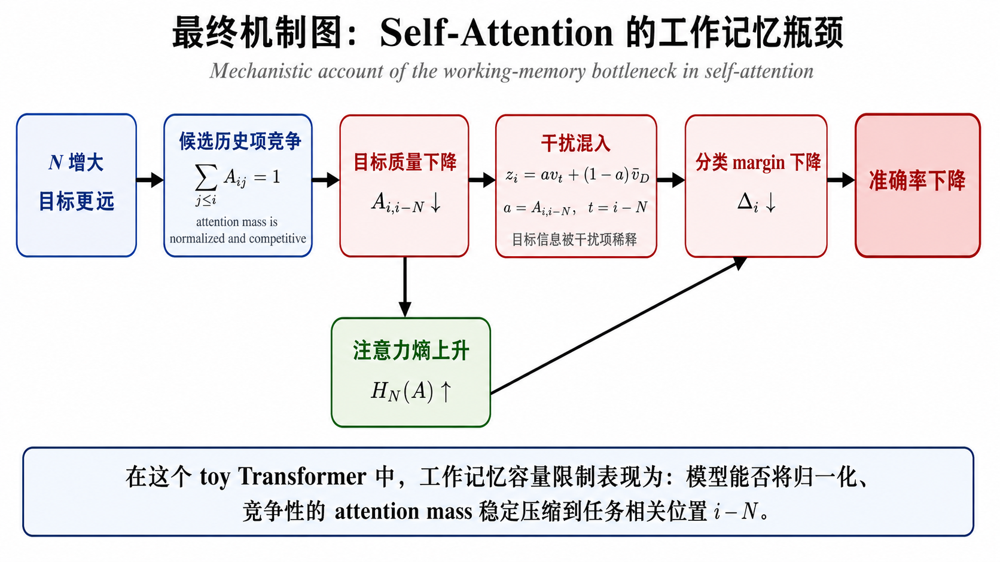 最终机制图：Self-Attention 的工作记忆瓶颈
Mechanistic account of the working-memory bottleneck in self-attention
N 增大
目标更远
候选历史项竞争
∑_{j≤i} A_{ij} = 1
attention mass is
normalized and competitive
目标质量下降
A_{i,i−N} ↓
干扰混入
z_i = av_t + (1 − a) v̄_D
a = A_{i,i−N}, t = i − N
目标信息被干扰项稀释
分类 margin 下降
Δ_i ↓
准确率下降
注意力熵上升
H_N(A) ↑
在这个 toy Transformer 中，工作记忆容量限制表现为：模型能否将归一化、
竞争性的 attention mass 稳定压缩到任务相关位置 i – N。